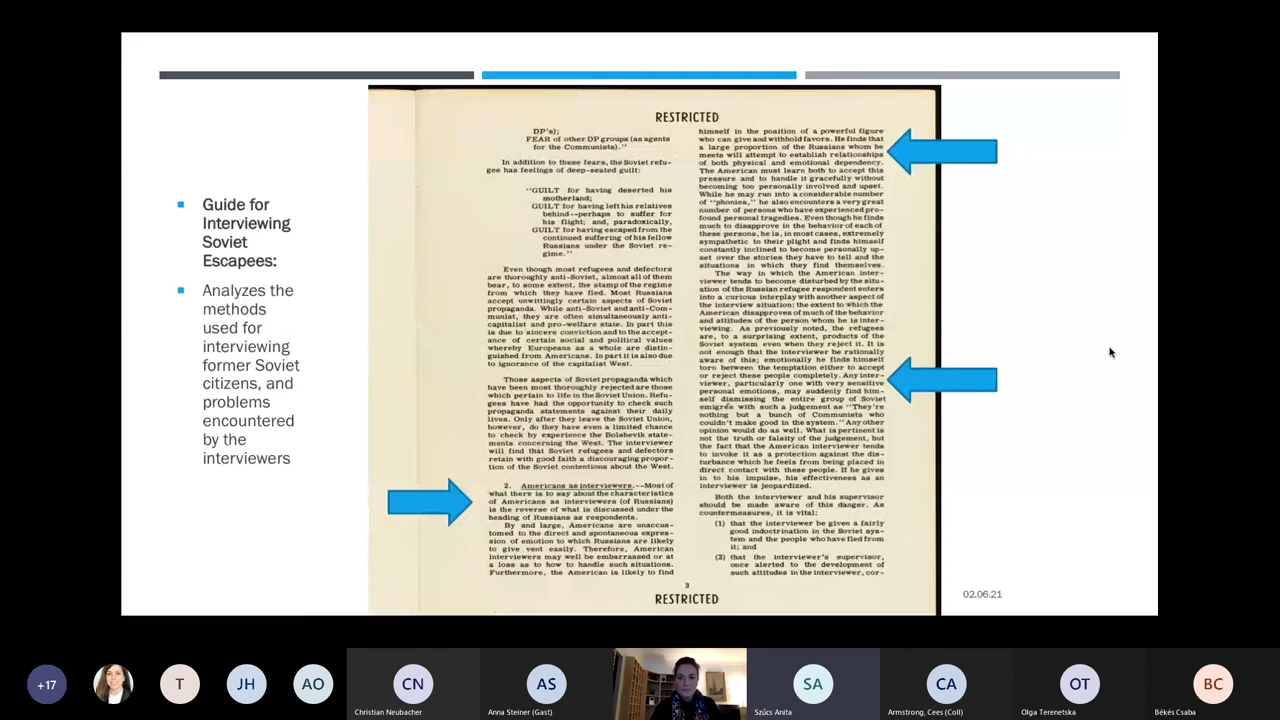 Guide for
Interviewing
Soviet
Escapees:
Analyzes the
methods
used for
interviewing
former Soviet
citizens, and
problems
encountered
by the
interviewers
RESTRICTED
DP's);
FEAR of other DP groups (as agents
for the Communists)."
In addition to these fears, the Soviet refu-
gee has feelings of deep-seated guilt:
"GUILT for having deserted his
motherland;
GUILT for having left his relatives
behind--perhaps to suffer for
his flight; and, paradoxically,
GUILT for having escaped from the
continued suffering of his fellow
Russians under the Soviet re-
gime."
Even though most refugees and defectors
are thoroughly anti-Soviet, almost all of them
bear, to some extent, the stamp of the regime
from which they have fled. Most Russians
accept unwittingly certain aspects of Soviet
propaganda. While anti-Soviet and anti-Com-
munist, they are often simultaneously anti-
capitalist and pro-welfare state. In part this
is due to sincere conviction and to the accept-
ance of certain social and political values
whereby Europeans as a whole are distin-
guished from Americans. In part it is also due
to ignorance of the capitalist West.
Those aspects of Soviet propaganda which
have been most thoroughly rejected are those
which pertain to life in the Soviet Union. Refu-
gees have had the opportunity to check such
propaganda statements against their daily
lives. Only after they leave the Soviet Union,
however, do they have even a limited chance
to check by experience the Bolshevik state-
ments concerning the West. The interviewer
will find that Soviet refugees and defectors
retain with good faith a discouraging propor-
tion of the Soviet contentions about the West.
2. Americans as interviewers.--Most of
what there is to say about the characteristics
of Americans as interviewers (of Russians)
is the reverse of what is discussed under the
heading of Russians as respondents.
By and large, Americans are unaccus-
tomed to the direct and spontaneous expres-
sion of emotion to which Russians are likely
to give vent easily. Therefore, American
interviewers may well be embarrassed or at
a loss as to how to handle such situations.
Furthermore, the American is likely to find
himself in the position of a powerful figure
who can give and withhold favors. He finds that
a large proportion of the Russians whom he
meets will attempt to establish relationships
of both physical and emotional dependency.
The American must learn both to accept this
pressure and to handle it gracefully without
becoming too personally involved and upset.
While he may run into a considerable number
of "phonies," he also encounters a very great
number of persons who have experienced pro-
found personal tragedies. Even though he finds
much to disapprove in the behavior of each of
these persons, he is, in most cases, extremely
sympathetic to their plight and finds himself
constantly inclined to become personally up-
set over the stories they have to tell and the
situations in which they find themselves.
The way in which the American inter-
viewer tends to become disturbed by the situ-
ation of the Russian refugee respondent enters
into a curious interplay with another aspect of
the interview situation: the extent to which the
American disapproves of much of the behavior
and attitudes of the person whom he is inter-
viewing. As previously noted, the refugees
are, to a surprising extent, products of the
Soviet system even when they reject it. It is
not enough that the interviewer be rationally
aware of this; emotionally he finds himself
torn between the temptation either to accept
or reject these people completely. Any inter-
viewer, particularly one with very sensitive
personal emotions, may suddenly find him-
self dismissing the entire group of Soviet
emigrés with such a judgement as "They're
nothing but a bunch of Communists who
couldn't make good in the system." Any other
opinion would do as well. What is pertinent is
not the truth or falsity of the judgement, but
the fact that the American interviewer tends
to invoke it as a protection against the dis-
turbance which he feels from being placed in
direct contact with these people. If he gives
in to his impulse, his effectiveness as an
interviewer is jeopardized.
Both the interviewer and his supervisor
should be made aware of this danger. As
countermeasures, it is vital:
(1) that the interviewer be given a fairly
good indoctrination in the Soviet sys-
tem and the people who have fled from
it; and
(2) that the interviewer's supervisor,
once alerted to the development of
such attitudes in the interviewer, cor-
3
RESTRICTED
02.06.21
+17
T
JH
AO
CN
Christian Neubacher
AS
Anna Steiner (Gast)
SA
Szűcs Anita
CA
Armstrong, Cees (Coll)
OT
Olga Terenetska
BC
Békés Csaba